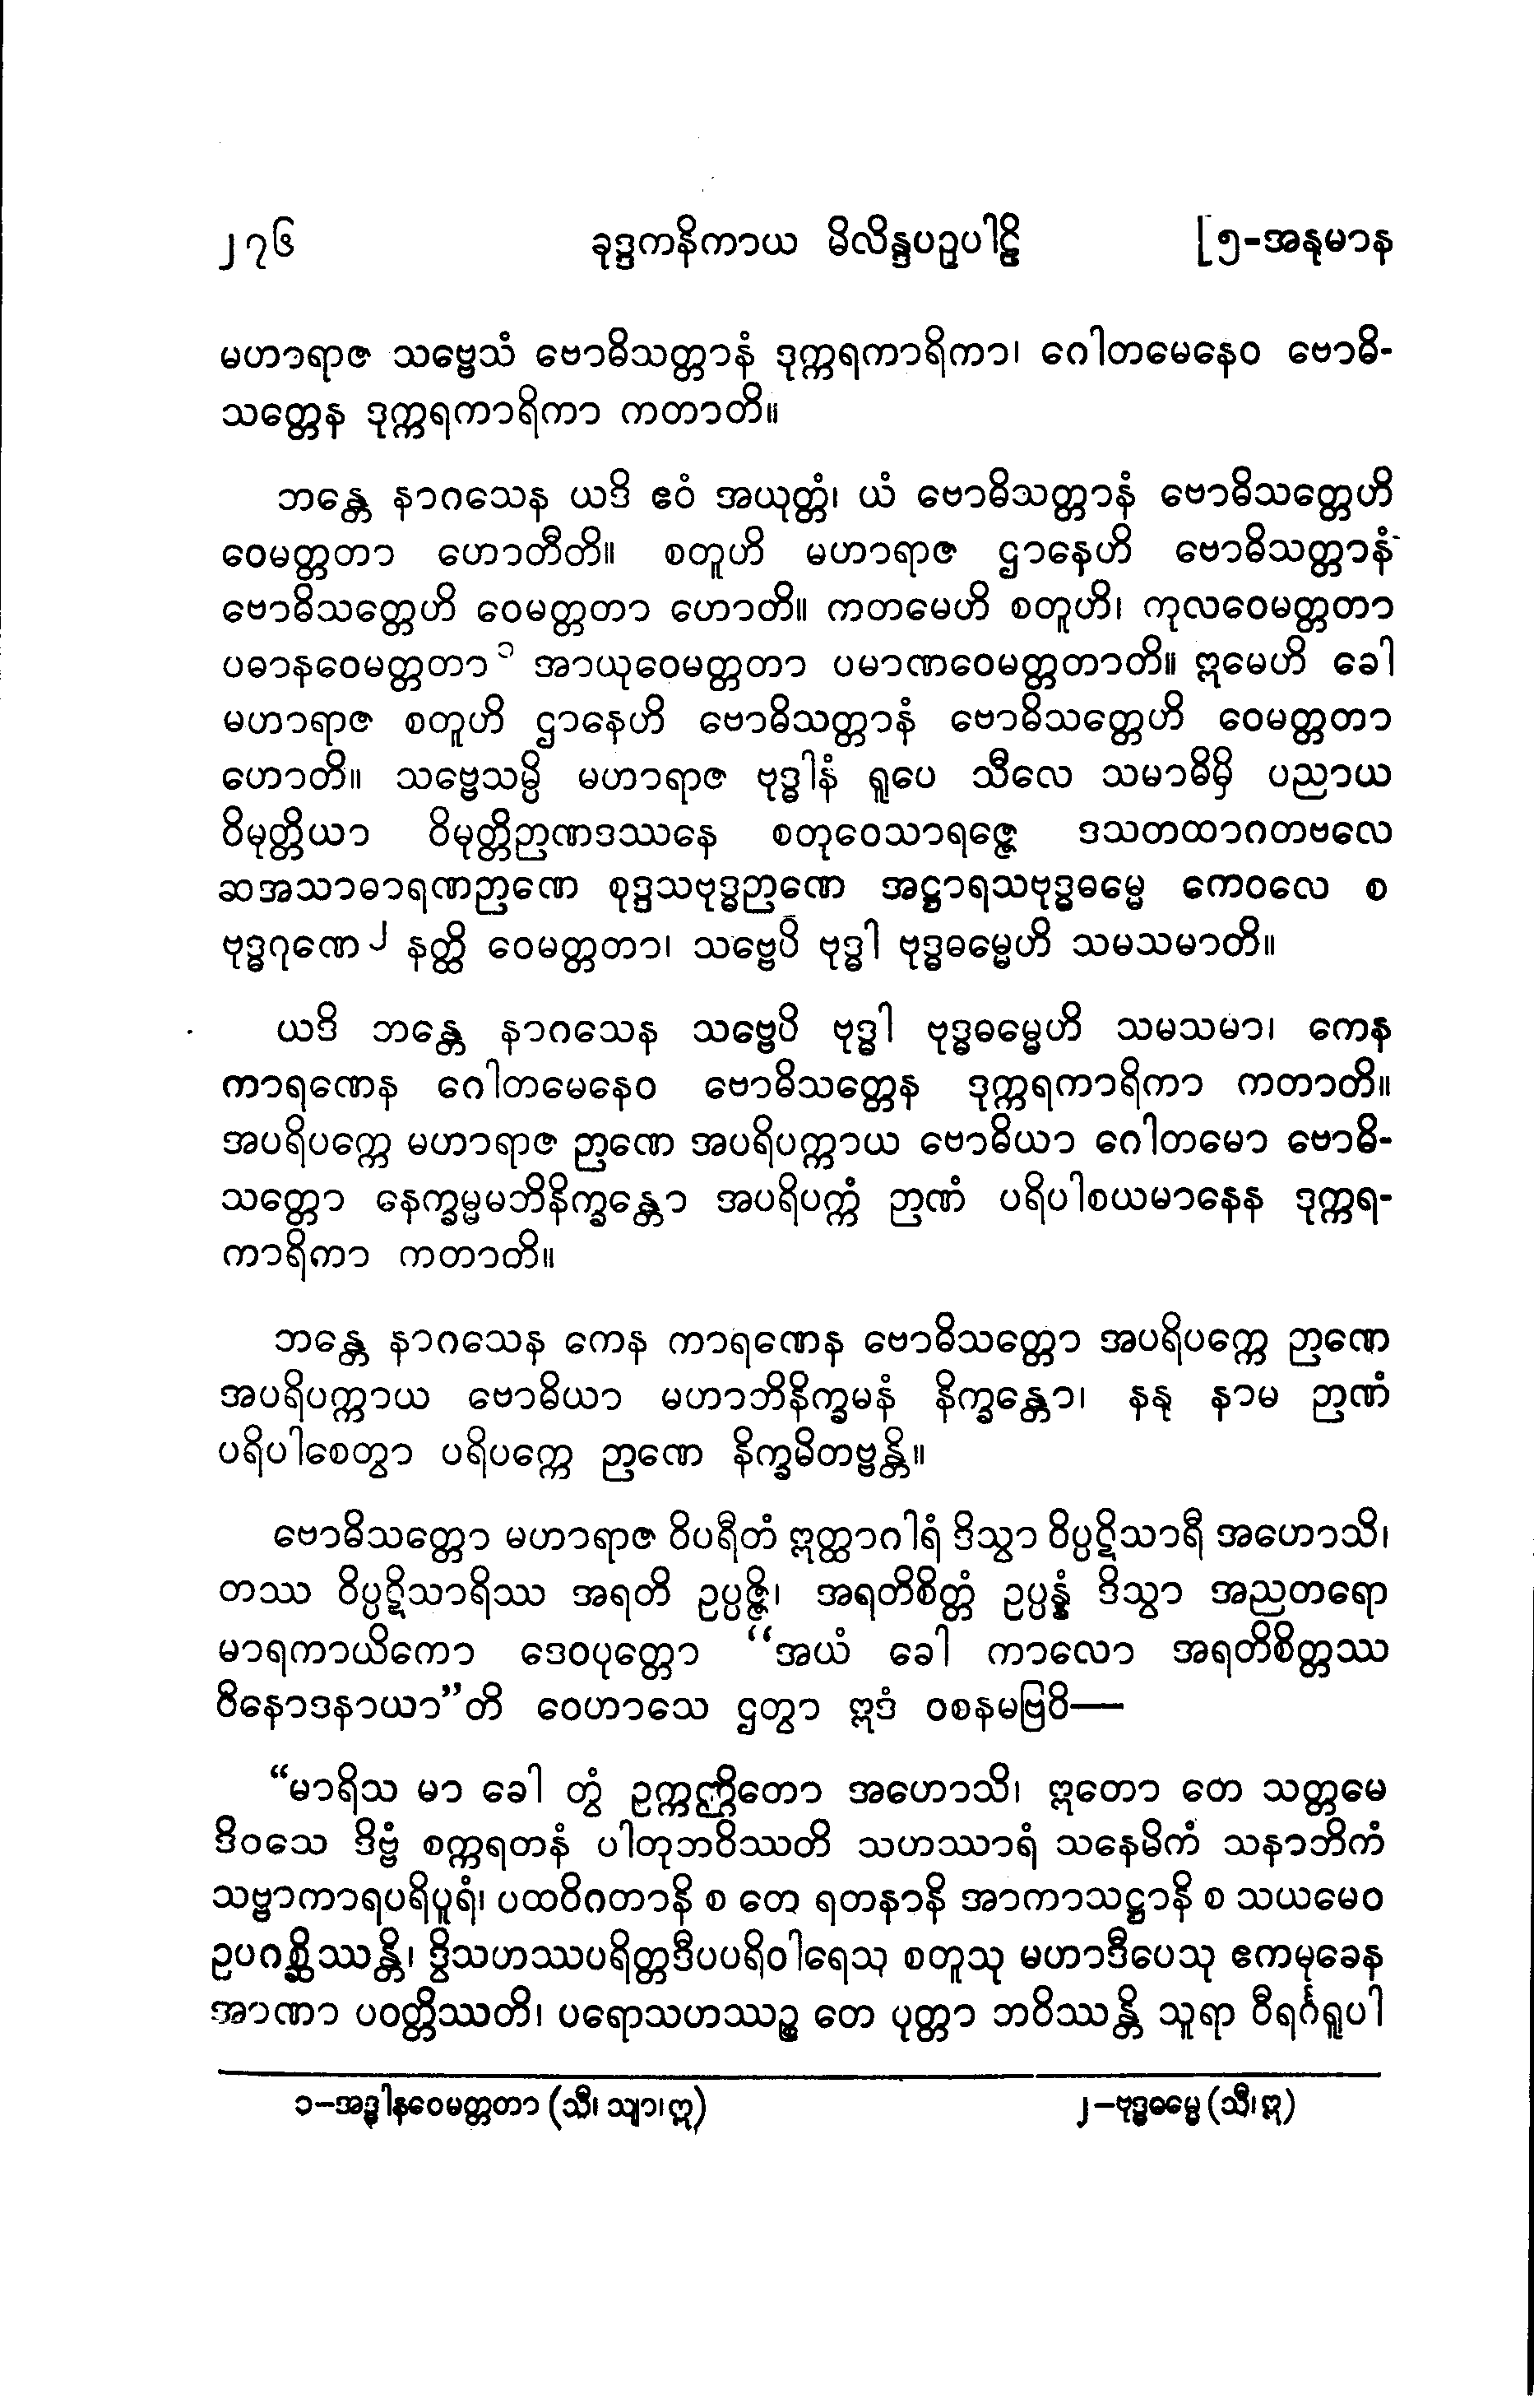 ၂၇၆ ခုဒ္ဒကနိကာယ မိလိန္ဒပဉှပါဠိ [၅-အနုမာန
မဟာရာဇ သဗ္ဗေသံ ဗောဓိသတ္တာနံ ဒုက္ကရကာရိကာ၊ ဂေါတမေနေဝ ဗောဓိ-
သတ္တေန ဒုက္ကရကာရိကာ ကတာတိ။
ဘန္တေ နာဂသေန ယဒိ ဧဝံ အယုတ္တံ၊ ယံ ဗောဓိသတ္တာနံ ဗောဓိသတ္တေဟိ
ဝေမတ္တတာ ဟောတီတိ။ စတူဟိ မဟာရာဇ ဌာနေဟိ ဗောဓိသတ္တာနံ
ဗောဓိသတ္တေဟိ ဝေမတ္တတာ ဟောတိ။ ကတမေဟိ စတူဟိ၊ ကုလဝေမတ္တတာ
ပဓာနဝေမတ္တတာ ၁ အာယုဝေမတ္တတာ ပမာဏဝေမတ္တတာတိ။ ဣမေဟိ ခေါ
မဟာရာဇ စတူဟိ ဌာနေဟိ ဗောဓိသတ္တာနံ ဗောဓိသတ္တေဟိ ဝေမတ္တတာ
ဟောတိ။ သဗ္ဗေသမ္ပိ မဟာရာဇ ဗုဒ္ဓါနံ ရူပေ သီလေ သမာဓိမှိ ပညာယ
ဝိမုတ္တိယာ ဝိမုတ္တိဉာဏဒဿနေ စတုဝေသာရဇ္ဇေ ဒသတထာဂတဗလေ
ဆအသာဓာရဏဉာဏေ စုဒ္ဒသဗုဒ္ဓဉာဏေ အဋ္ဌာရသဗုဒ္ဓဓမ္မေ ကေဝလေ စ
ဗုဒ္ဓဂုဏေ ၂ နတ္ထိ ဝေမတ္တတာ၊ သဗ္ဗေပိ ဗုဒ္ဓါ ဗုဒ္ဓဓမ္မေဟိ သမသမာတိ။
ယဒိ ဘန္တေ နာဂသေန သဗ္ဗေပိ ဗုဒ္ဓါ ဗုဒ္ဓဓမ္မေဟိ သမသမာ၊ ကေန
ကာရဏေန ဂေါတမေနေဝ ဗောဓိသတ္တေန ဒုက္ကရကာရိကာ ကတာတိ။
အပရိပက္ကေ မဟာရာဇ ဉာဏေ အပရိပက္ကာယ ဗောဓိယာ ဂေါတမော ဗောဓိ-
သတ္တော နေက္ခမ္မမဘိနိက္ခန္တော အပရိပက္ကံ ဉာဏံ ပရိပါစယမာနေန ဒုက္ကရ-
ကာရိကာ ကတာတိ။
ဘန္တေ နာဂသေန ကေန ကာရဏေန ဗောဓိသတ္တော အပရိပက္ကေ ဉာဏေ
အပရိပက္ကာယ ဗောဓိယာ မဟာဘိနိက္ခမနံ နိက္ခန္တော၊ နနု နာမ ဉာဏံ
ပရိပါစေတွာ ပရိပက္ကေ ဉာဏေ နိက္ခမိတဗ္ဗန္တိ။
ဗောဓိသတ္တော မဟာရာဇ ဝိပရီတံ ဣတ္ထာဂါရံ ဒိသွာ ဝိပ္ပဋိသာရီ အဟောသိ၊
တဿ ဝိပ္ပဋိသာရိဿ အရတိ ဥပ္ပဇ္ဇိ၊ အရတိစိတ္တံ ဥပ္ပန္နံ ဒိသွာ အညတရော
မာရကာယိကော ဒေဝပုတ္တော “အယံ ခေါ ကာလော အရတိစိတ္တဿ
ဝိနောဒနာယာ”တိ ဝေဟာသေ ဌတွာ ဣဒံ ဝစနမဗြဝိ—
“မာရိသ မာ ခေါ တွံ ဥက္ကဏ္ဌိတော အဟောသိ၊ ဣတော တေ သတ္တမေ
ဒိဝသေ ဒိဗ္ဗံ စက္ကရတနံ ပါတုဘဝိဿတိ သဟဿာရံ သနေမိကံ သနာဘိကံ
သဗ္ဗာကာရပရိပူရံ၊ ပထဝိဂတာနိ စ တေ ရတနာနိ အာကာသဋ္ဌာနိ စ သယမေဝ
ဥပဂစ္ဆိဿန္တိ၊ ဒွိသဟဿပရိတ္တဒီပပရိဝါရေသု စတူသု မဟာဒီပေသု ဧကမုခေန
အာဏာ ပဝတ္တိဿတိ၊ ပရောသဟဿဉ္စ တေ ပုတ္တာ ဘဝိဿန္တိ သူရာ ဝီရင်္ဂရူပါ
၁–အဒ္ဓါနဝေမတ္တတာ (သီ၊ သျာ၊ ဣ) ၂–ဗုဒ္ဓဓမ္မေ (သီ၊ ဣ)